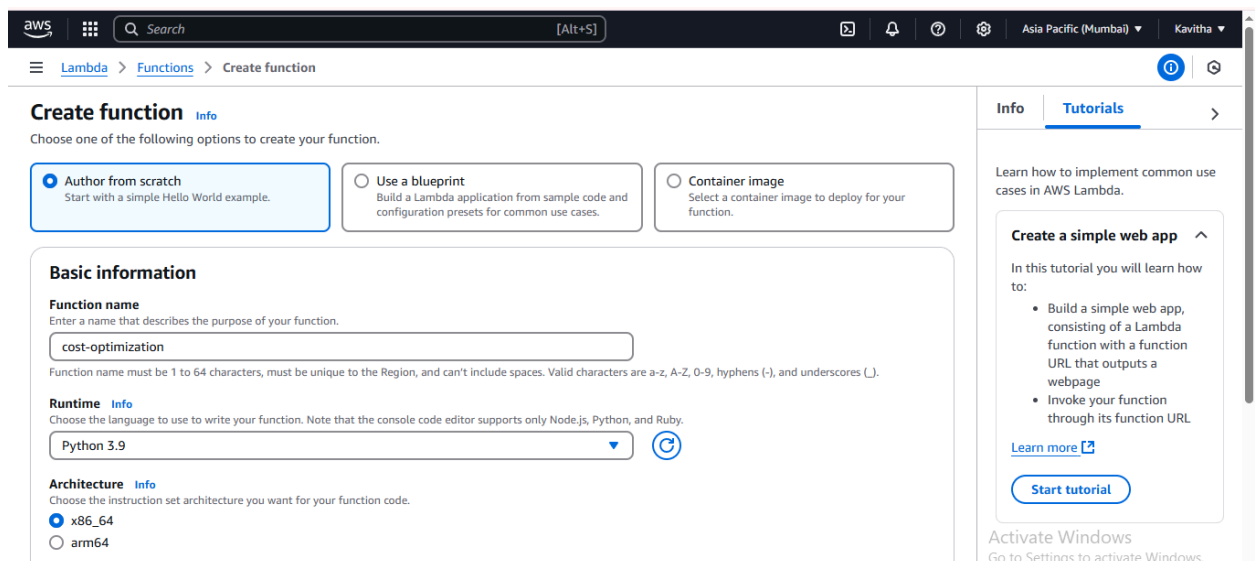 aws
Search [Alt+S]
Asia Pacific (Mumbai) ▼
Kavitha ▼
Lambda > Functions > Create function
Create function Info
Choose one of the following options to create your function.
Author from scratch
Start with a simple Hello World example.
Use a blueprint
Build a Lambda application from sample code and
configuration presets for common use cases.
Container image
Select a container image to deploy for your
function.
Basic information
Function name
Enter a name that describes the purpose of your function.
cost-optimization
Function name must be 1 to 64 characters, must be unique to the Region, and can't include spaces. Valid characters are a-z, A-Z, 0-9, hyphens (-), and underscores (_).
Runtime Info
Choose the language to use to write your function. Note that the console code editor supports only Node.js, Python, and Ruby.
Python 3.9
Architecture Info
Choose the instruction set architecture you want for your function code.
x86_64
arm64
Info
Tutorials
Learn how to implement common use
cases in AWS Lambda.
Create a simple web app
In this tutorial you will learn how
to:
• Build a simple web app,
consisting of a Lambda
function with a function
URL that outputs a
webpage
• Invoke your function
through its function URL
Learn more
Start tutorial
Activate Windows
Go to Settings to activate Windows.